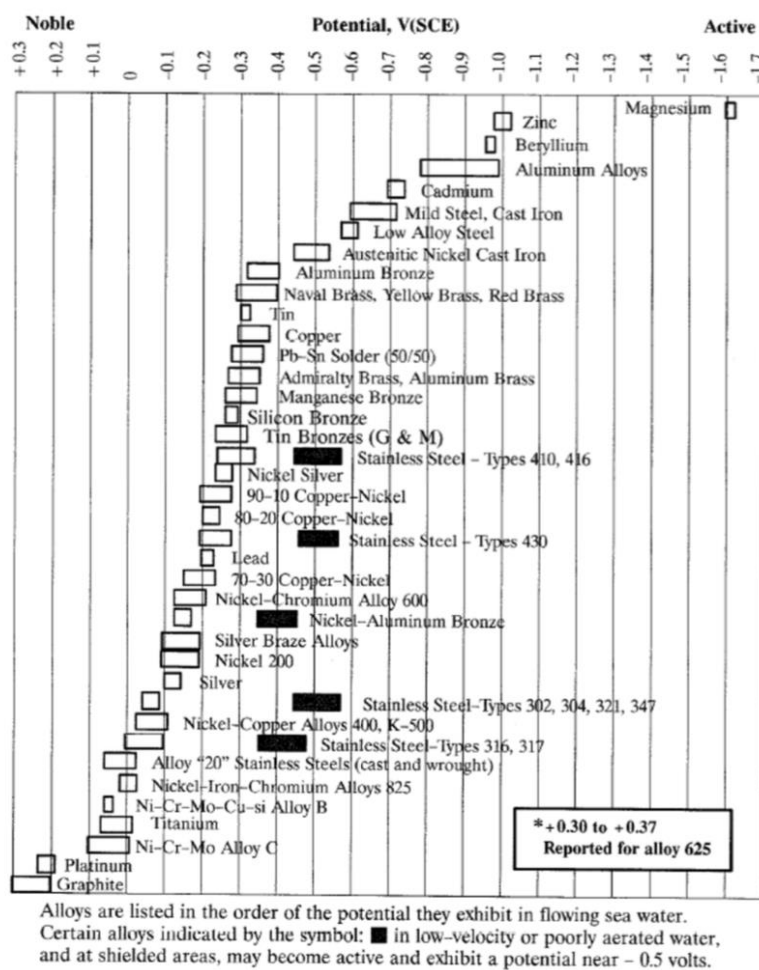 Noble Potential, V(SCE) Active
+0.3 +0.2 +0.1 0 −0.1 −0.2 −0.3 −0.4 −0.5 −0.6 −0.7 −0.8 −0.9 −1.0 −1.1 −1.2 −1.3 −1.4 −1.5 −1.6 −1.7
Magnesium
Zinc
Beryllium
Aluminum Alloys
Cadmium
Mild Steel, Cast Iron
Low Alloy Steel
Austenitic Nickel Cast Iron
Aluminum Bronze
Naval Brass, Yellow Brass, Red Brass
Tin
Copper
Pb–Sn Solder (50/50)
Admiralty Brass, Aluminum Brass
Manganese Bronze
Silicon Bronze
Tin Bronzes (G & M)
Stainless Steel – Types 410, 416
Nickel Silver
90–10 Copper–Nickel
80–20 Copper–Nickel
Stainless Steel – Types 430
Lead
70–30 Copper–Nickel
Nickel–Chromium Alloy 600
Nickel–Aluminum Bronze
Silver Braze Alloys
Nickel 200
Silver
Stainless Steel–Types 302, 304, 321, 347
Nickel–Copper Alloys 400, K–500
Stainless Steel–Types 316, 317
Alloy “20” Stainless Steels (cast and wrought)
Nickel–Iron–Chromium Alloys 825
Ni–Cr–Mo–Cu–si Alloy B
Titanium
Ni–Cr–Mo Alloy C
Platinum
Graphite
*+0.30 to +0.37
Reported for alloy 625
Alloys are listed in the order of the potential they exhibit in flowing sea water.
Certain alloys indicated by the symbol: ■ in low-velocity or poorly aerated water,
and at shielded areas, may become active and exhibit a potential near – 0.5 volts.